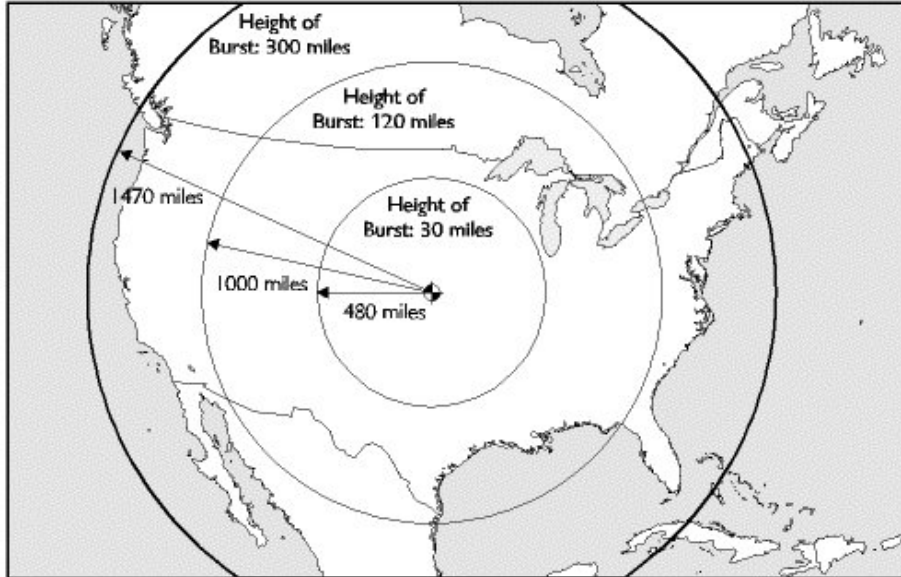 Height of
Burst: 300 miles
Height of
Burst: 120 miles
1470 miles
Height of
Burst: 30 miles
1000 miles
480 miles